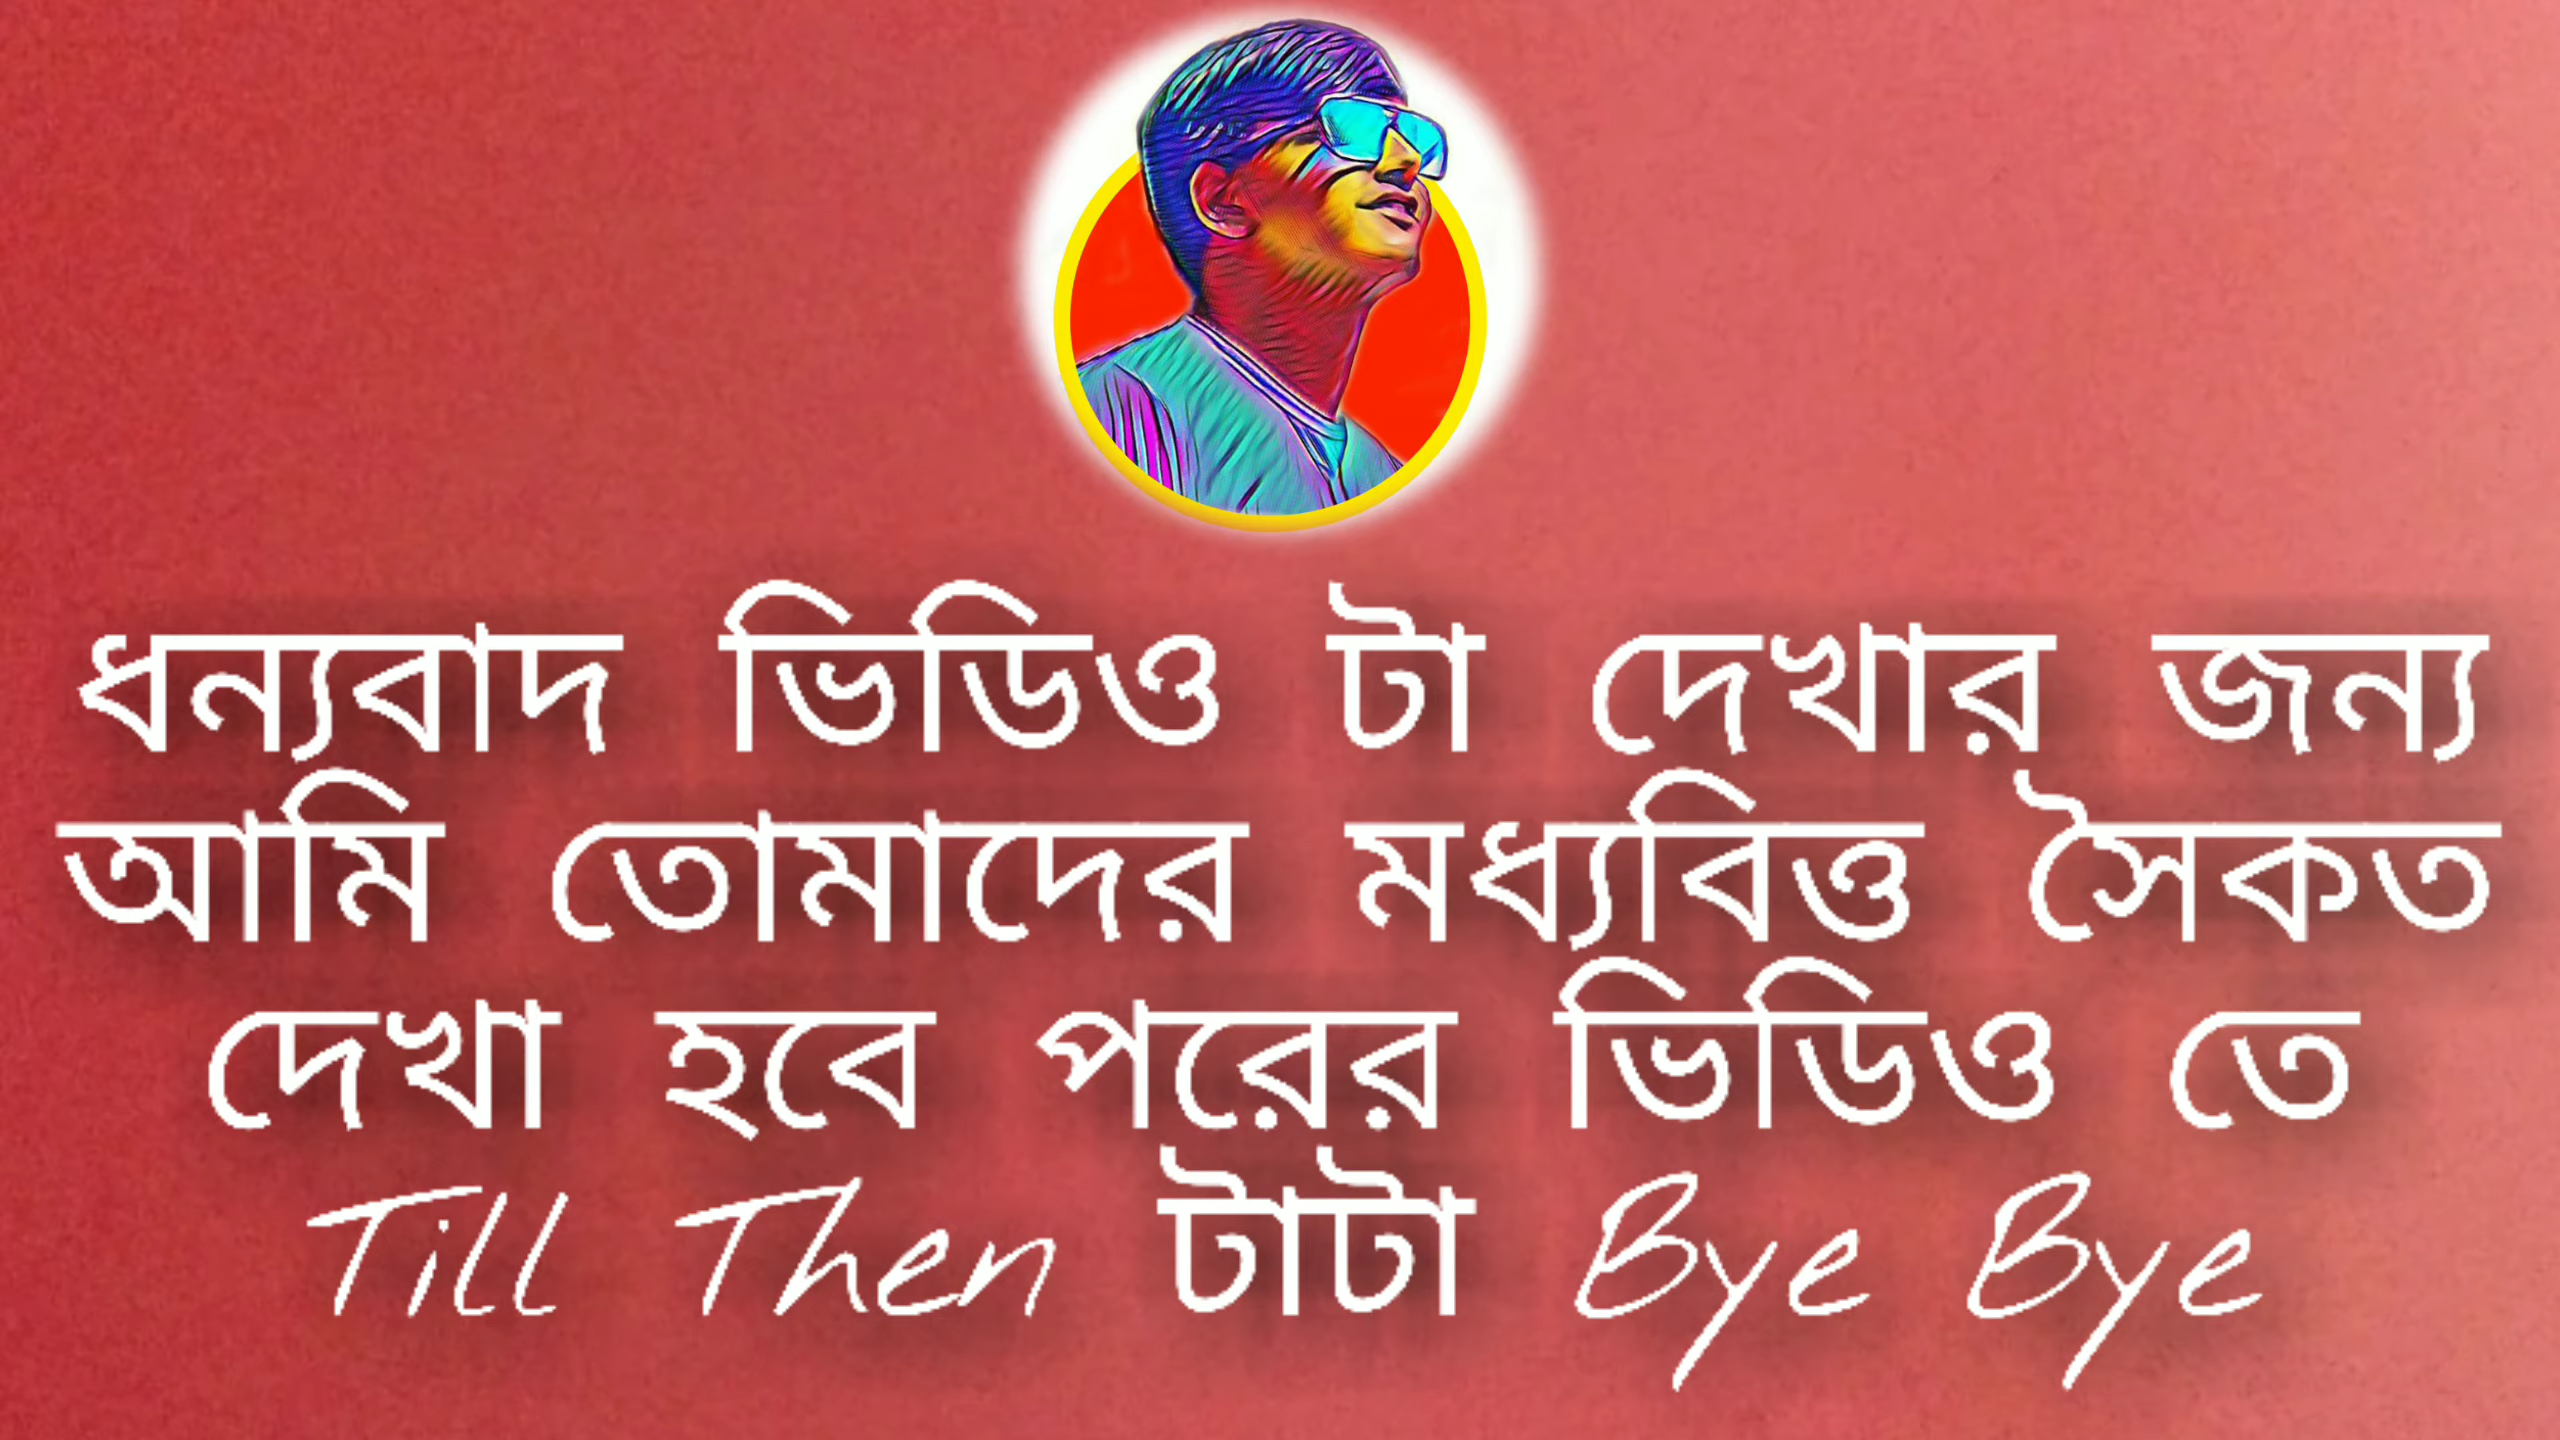 ধন্যবাদ ভিডিও টা দেখার জন্য
আমি তোমাদের মধ্যবিত্ত সৈকত
দেখা হবে পরের ভিডিও তে
Till Then টাটা Bye Bye